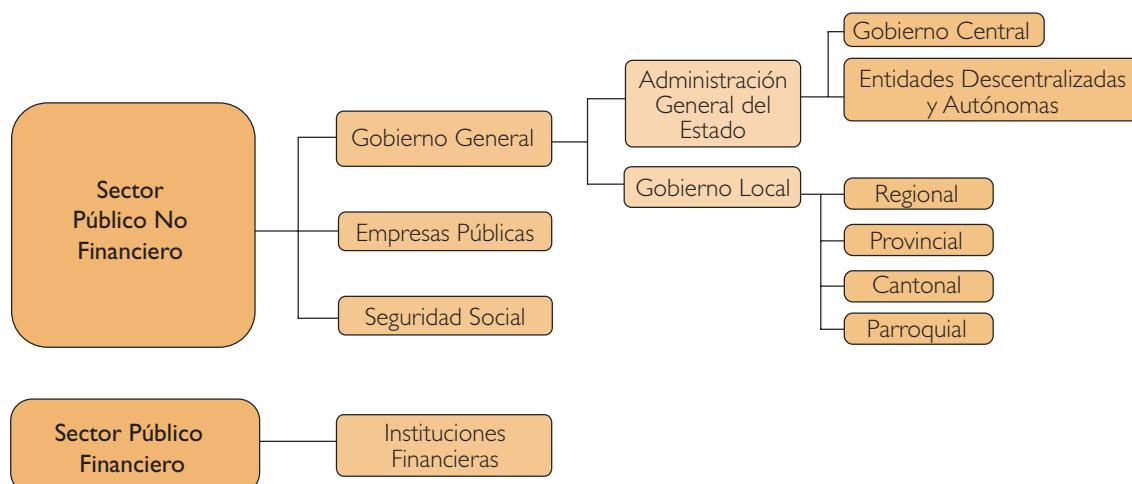 Sector
Público No
Financiero
Gobierno General
Empresas Públicas
Seguridad Social
Administración
General del
Estado
Gobierno Local
Gobierno Central
Entidades Descentralizadas
y Autónomas
Regional
Provincial
Cantonal
Parroquial
Sector Público
Financiero
Instituciones
Financieras